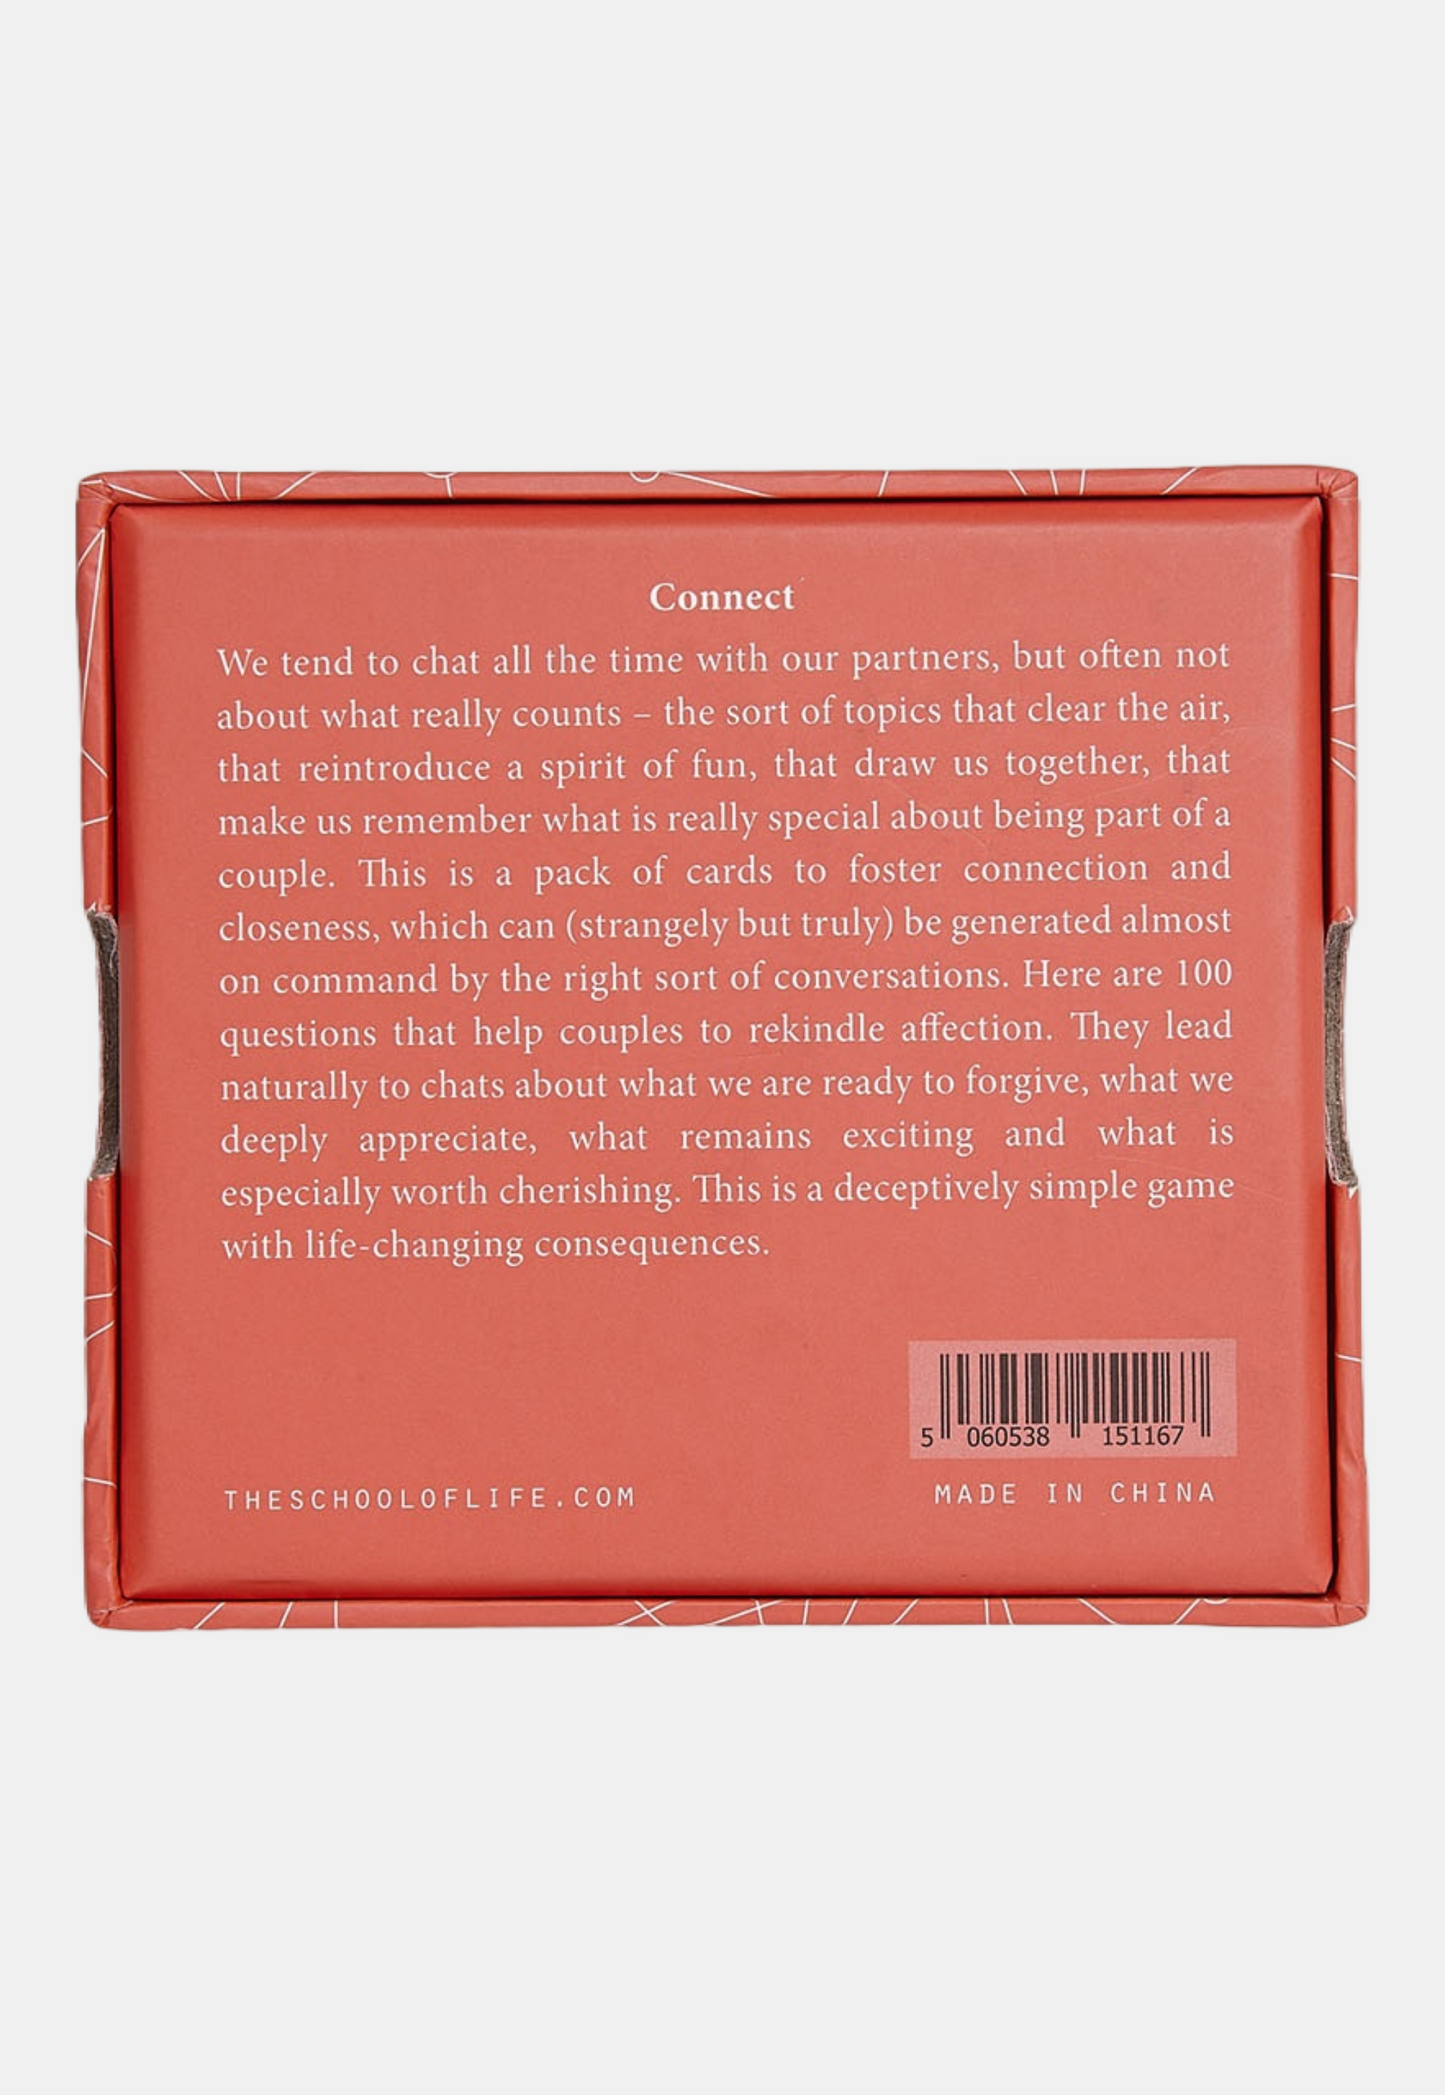 Connect
We tend to chat all the time with our partners, but often not
about what really counts – the sort of topics that clear the air,
that reintroduce a spirit of fun, that draw us together, that
make us remember what is really special about being part of a
couple. This is a pack of cards to foster connection and
closeness, which can (strangely but truly) be generated almost
on command by the right sort of conversations. Here are 100
questions that help couples to rekindle affection. They lead
naturally to chats about what we are ready to forgive, what we
deeply appreciate, what remains exciting and what is
especially worth cherishing. This is a deceptively simple game
with life-changing consequences.
5 060538 151167
THESCHOOLOFLIFE.COM
MADE IN CHINA